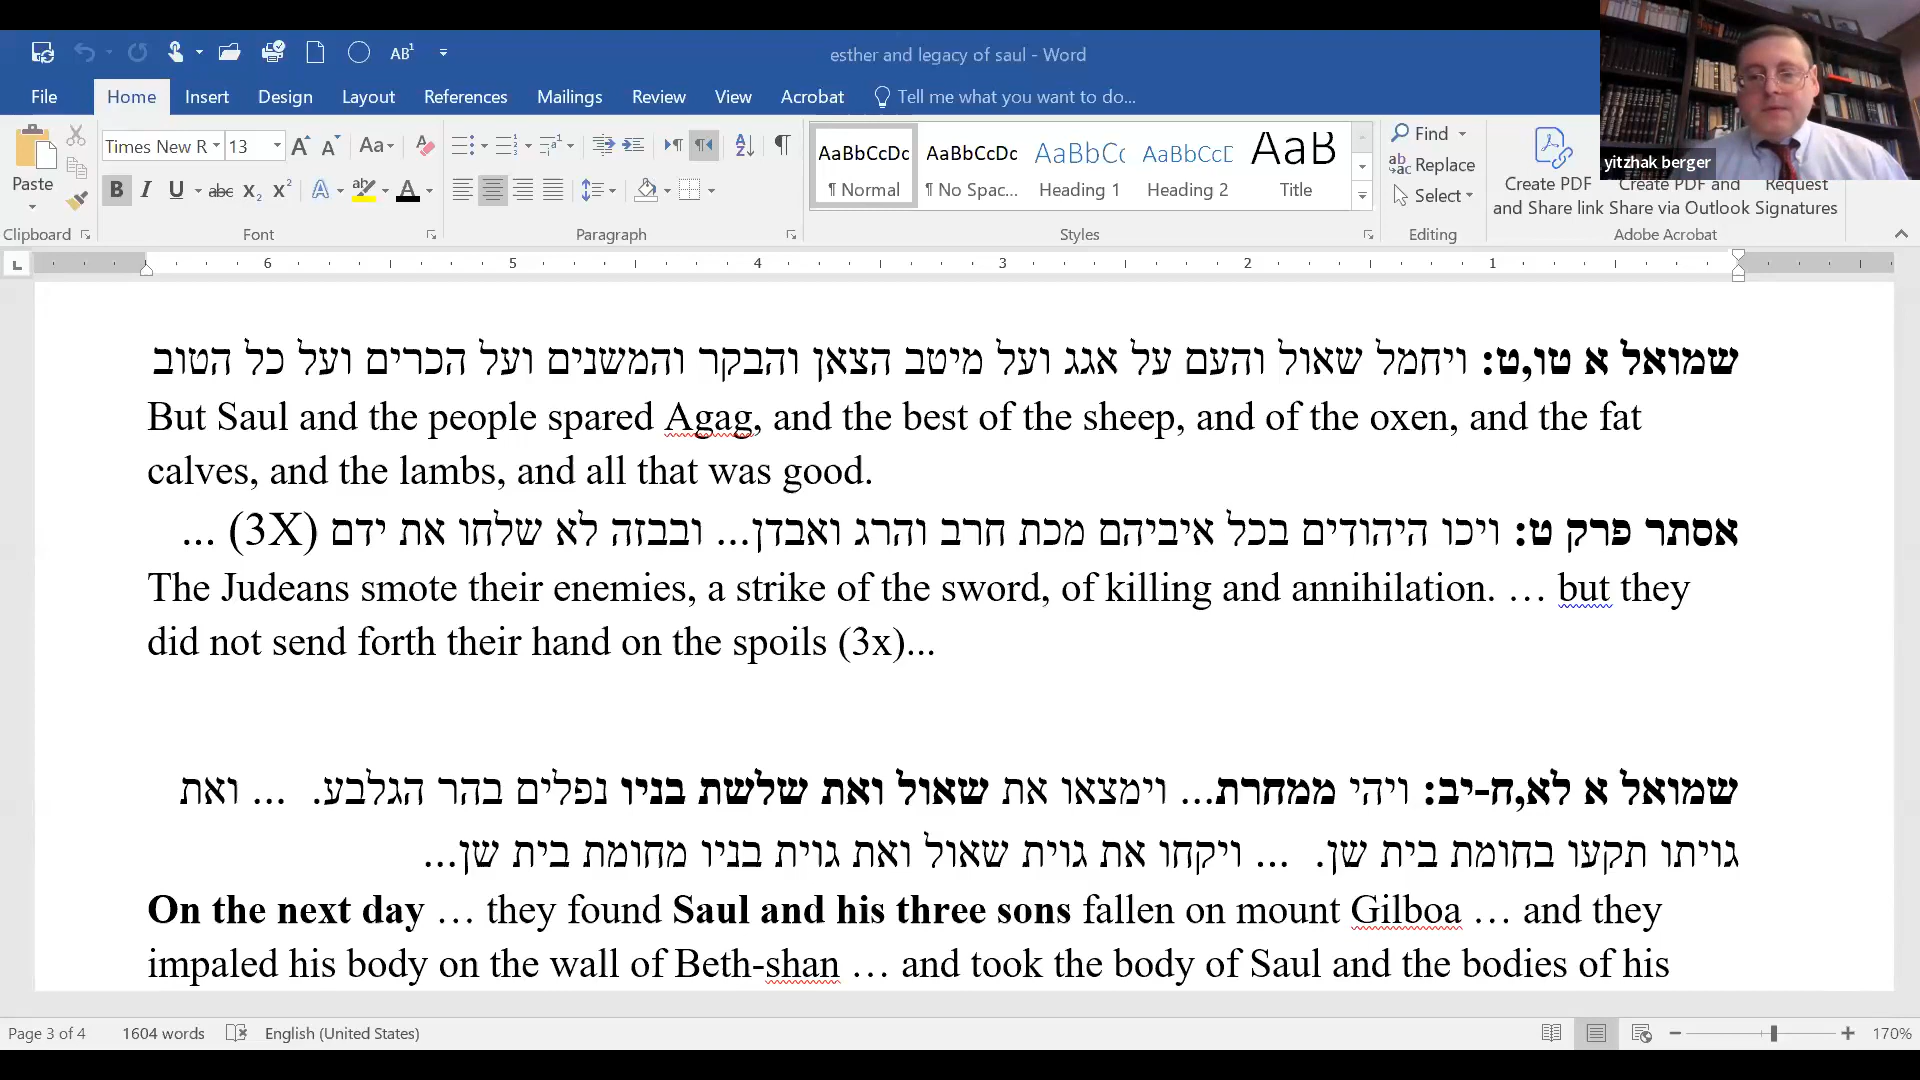 esther and legacy of saul - Word
File Home Insert Design Layout References Mailings Review View Acrobat Tell me what you want to do...
yitzhak berger
Times New R 13 Aa
AaBbCcDc AaBbCcDc AaBbCc AaBbCcD AaB
¶ Normal ¶ No Spac... Heading 1 Heading 2 Title
Paste
Find
Replace
Select
Create PDF and Share link
Create PDF and Share via Outlook
Request Signatures
Clipboard Font Paragraph Styles Editing Adobe Acrobat
6 5 4 3 2 1
שמואל א טו,ט: ויחמל שאול והעם על אגג ועל מיטב הצאן והבקר והמשנים ועל הכרים ועל כל הטוב
But Saul and the people spared Agag, and the best of the sheep, and of the oxen, and the fat
calves, and the lambs, and all that was good.
אסתר פרק ט: ויכו היהודים בכל איביהם מכת חרב והרג ואבדן... ובבזה לא שלחו את ידם (3X) ...
The Judeans smote their enemies, a strike of the sword, of killing and annihilation. … but they
did not send forth their hand on the spoils (3x)...
שמואל א לא,ח-יב: ויהי ממחרת... וימצאו את שאול ואת שלשת בניו נפלים בהר הגלבע. ... ואת
גויתו תקעו בחומת בית שן. ... ויקחו את גוית שאול ואת גוית בניו מחומת בית שן...
On the next day … they found Saul and his three sons fallen on mount Gilboa … and they
impaled his body on the wall of Beth-shan … and took the body of Saul and the bodies of his
Page 3 of 4 1604 words English (United States) 170%